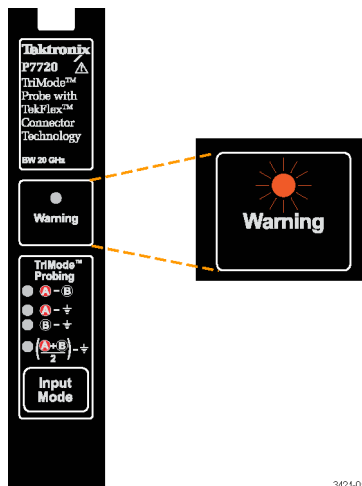 Tektronix
P7720
TriMode™
Probe with
TekFlex™
Connector
Technology
BW 20 GHz
Warning
TriMode™
Probing
A - B
A - ⏚
B - ⏚
(A+B / 2) - ⏚
Input
Mode
Warning